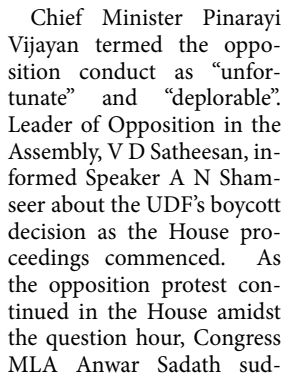 Chief Minister Pinarayi
Vijayan termed the oppo-
sition conduct as “unfor-
tunate” and “deplorable”.
Leader of Opposition in the
Assembly, V D Satheesan, in-
formed Speaker A N Sham-
seer about the UDF’s boycott
decision as the House pro-
ceedings commenced. As
the opposition protest con-
tinued in the House amidst
the question hour, Congress
MLA Anwar Sadath sud-